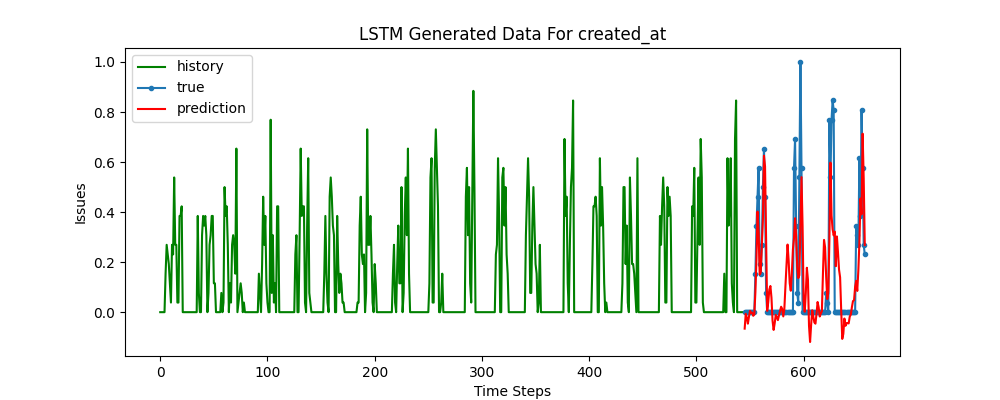 LSTM Generated Data For created_at
history
true
prediction
Issues
1.0
0.8
0.6
0.4
0.2
0.0
0 100 200 300 400 500 600
Time Steps